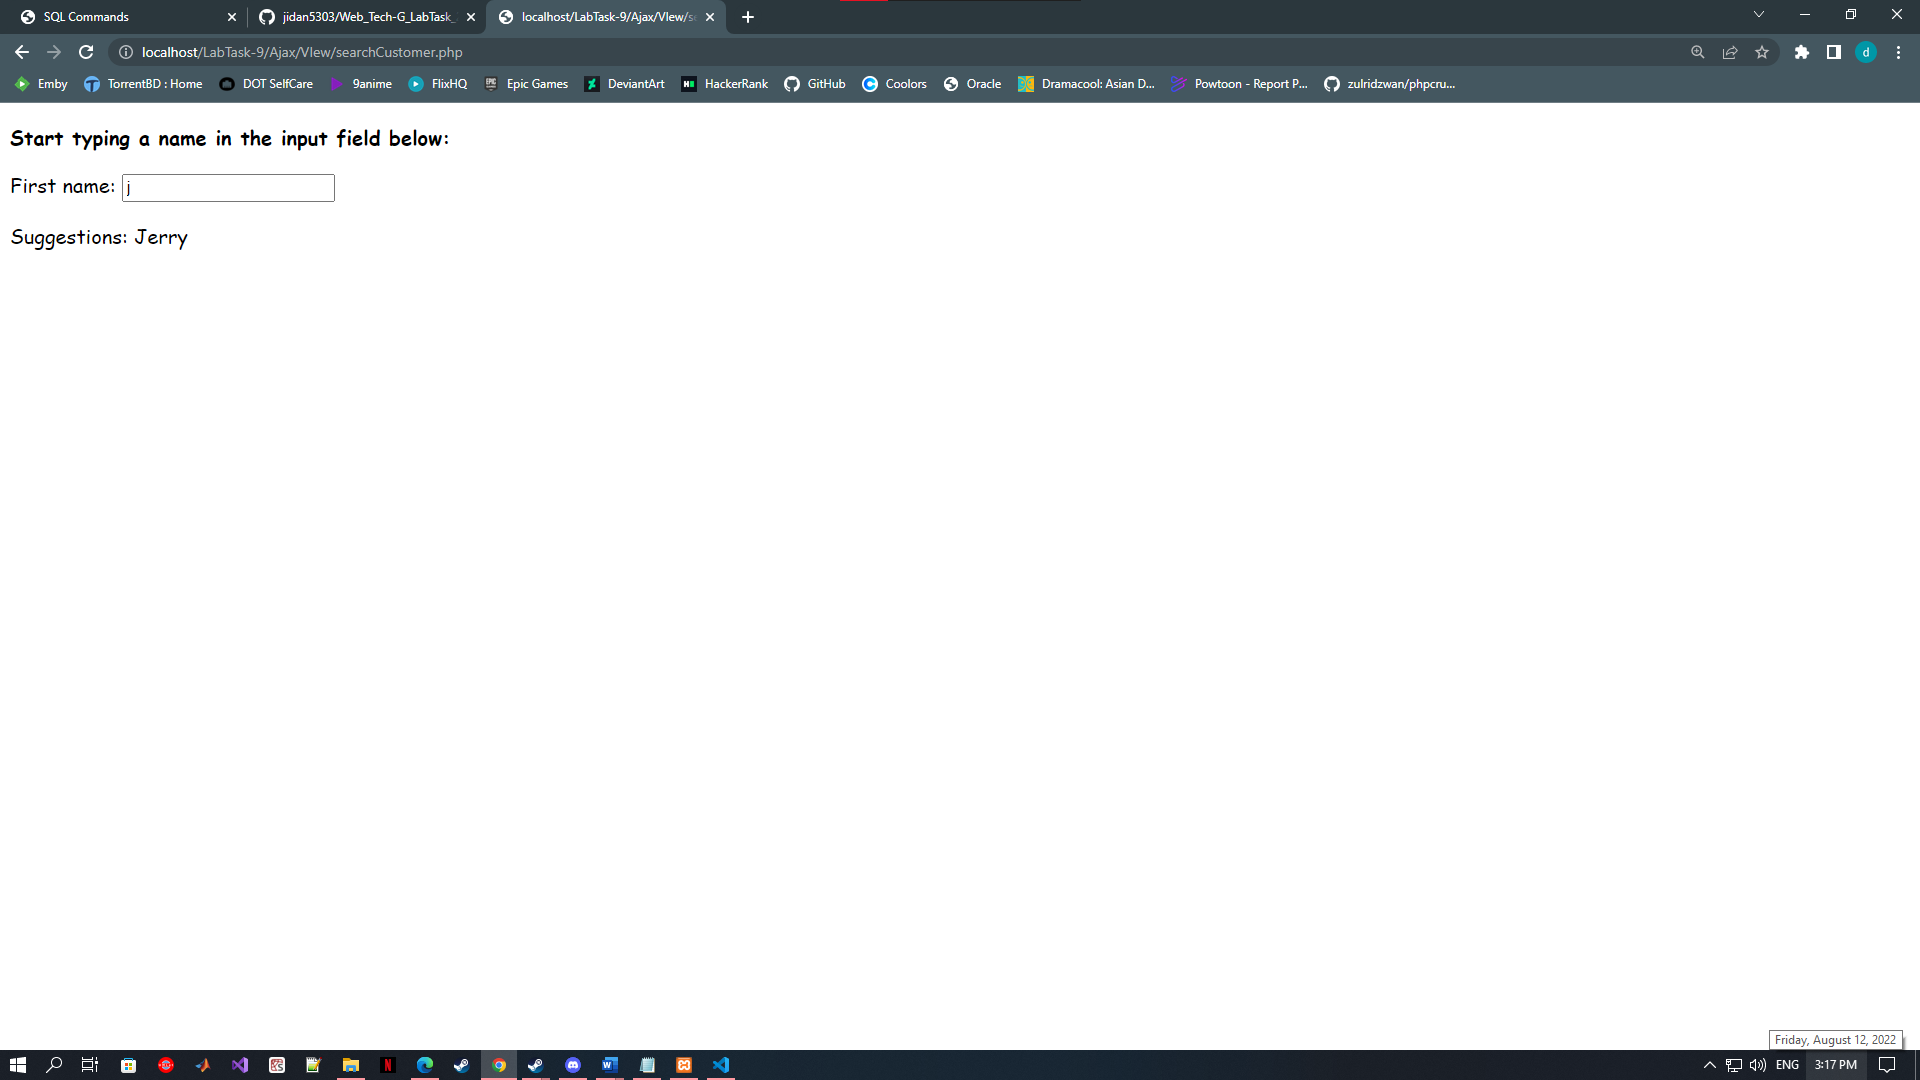 SQL Commands
jidan5303/Web_Tech-G_LabTask_
localhost/LabTask-9/Ajax/VIew/se
localhost/LabTask-9/Ajax/VIew/searchCustomer.php
d
Emby
TorrentBD : Home
DOT SelfCare
9anime
FlixHQ
Epic Games
DeviantArt
HackerRank
GitHub
Coolors
Oracle
Dramacool: Asian D...
Powtoon - Report P...
zulridzwan/phpcru...
Start typing a name in the input field below:
First name: j
Suggestions: Jerry
Friday, August 12, 2022
ENG
3:17 PM